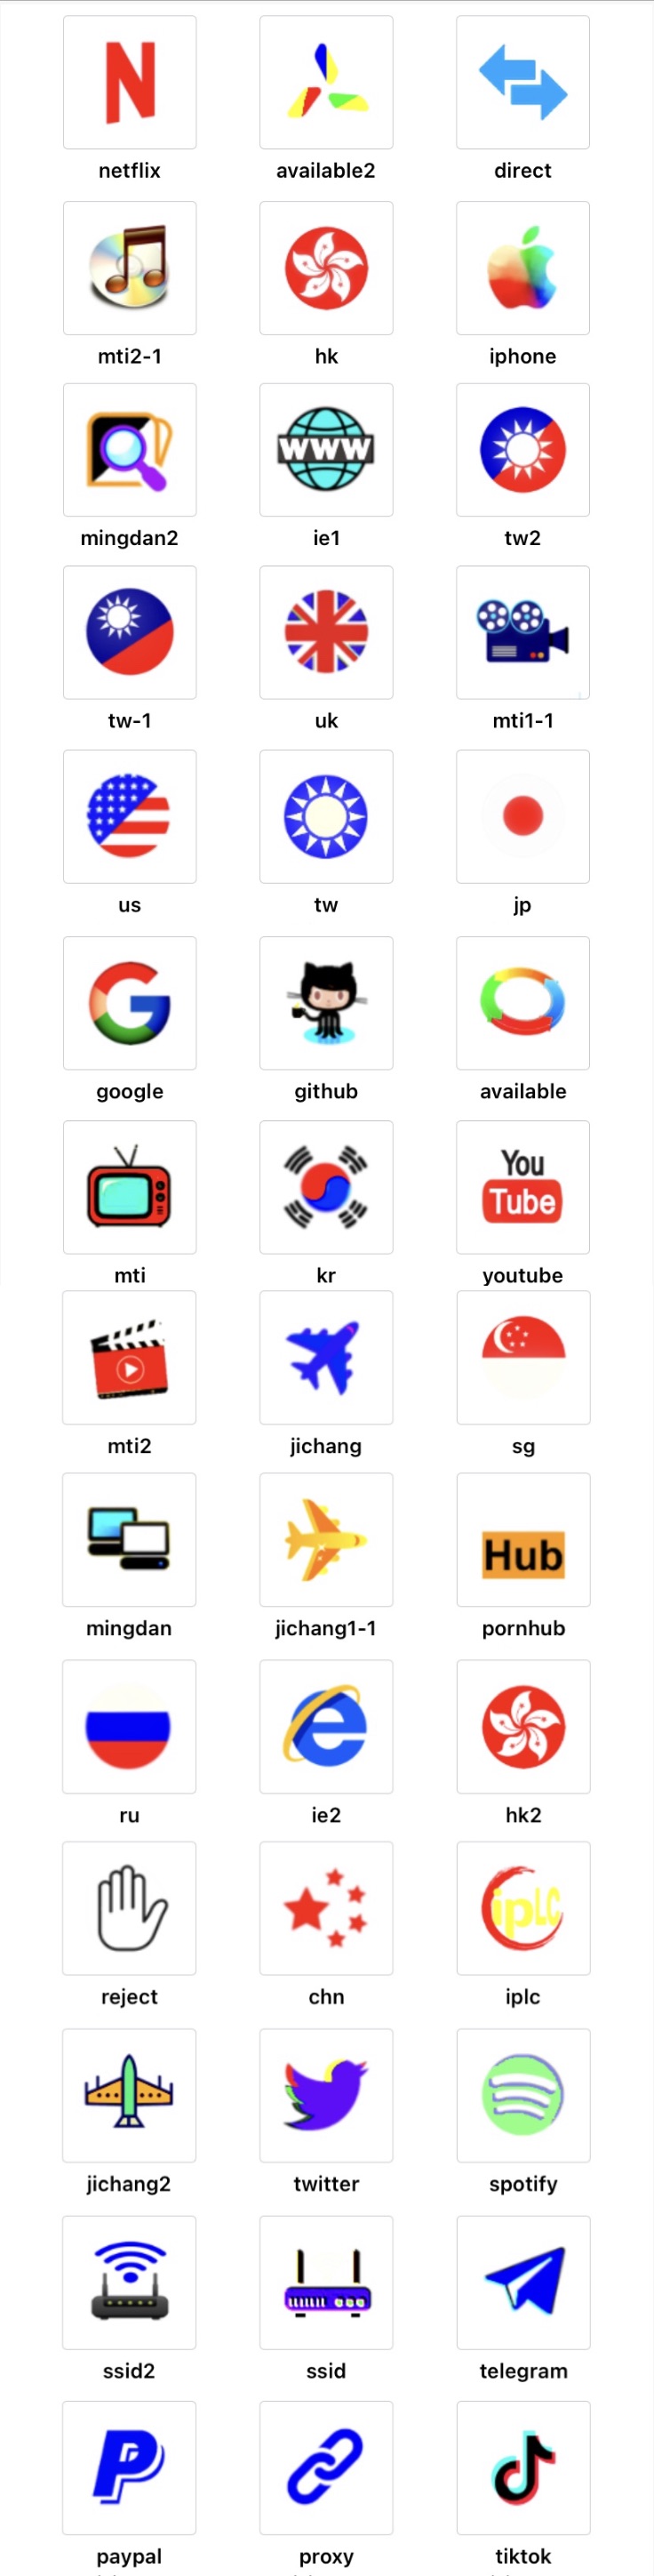 N
netflix available2 direct
mti2-1 hk iphone
WWW
mingdan2 ie1 tw2
tw-1 uk mti1-1
us tw jp
G
google github available
You
Tube
mti kr youtube
mti2 jichang sg
Hub
mingdan jichang1-1 pornhub
e
ru ie2 hk2
ipLC
reject chn iplc
jichang2 twitter spotify
ssid2 ssid telegram
P
paypal proxy tiktok